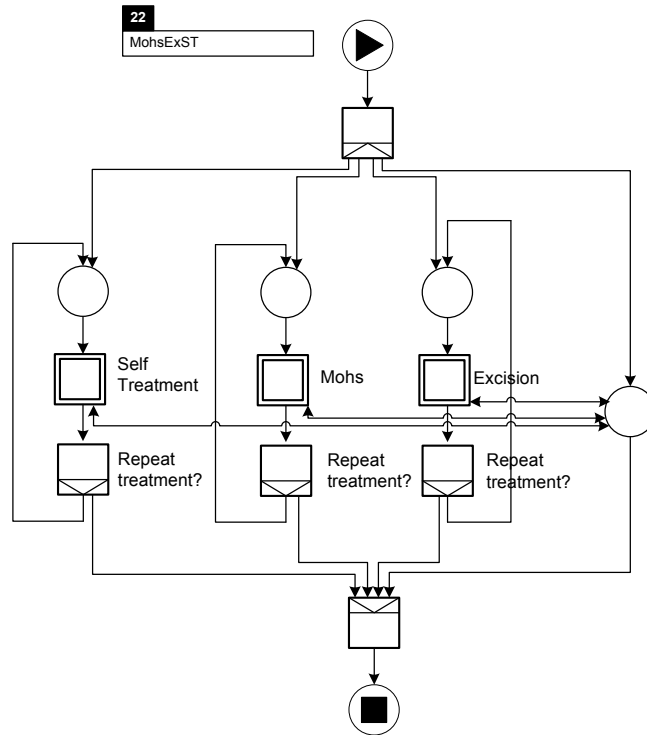 22
MohsExST
Self
Treatment
Mohs
Excision
Repeat
treatment?
Repeat
treatment?
Repeat
treatment?